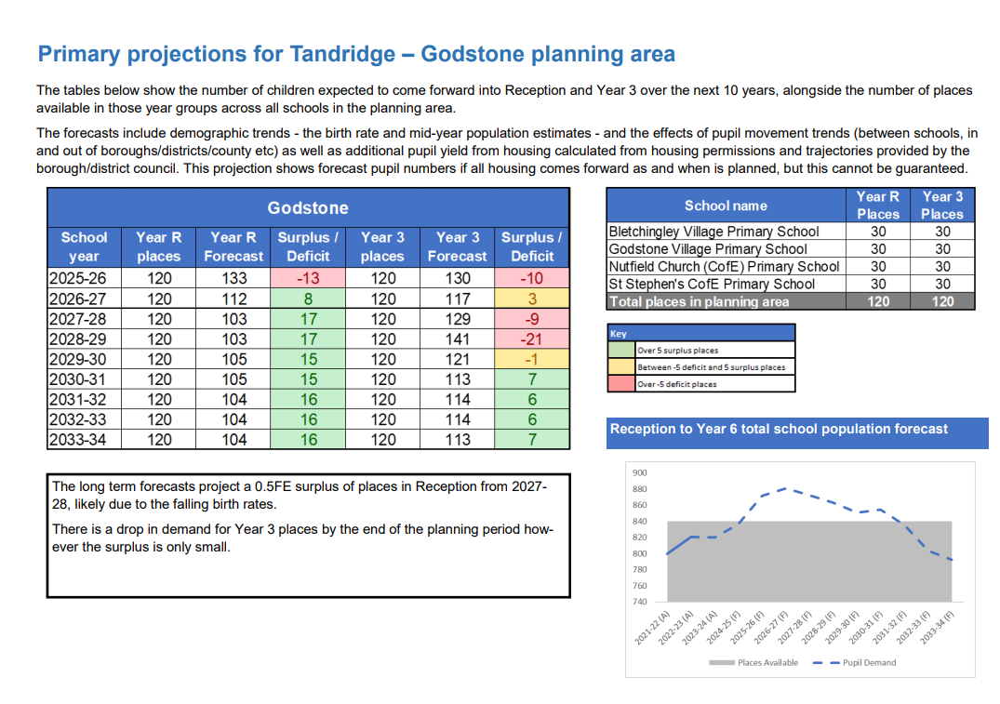 Primary projections for Tandridge – Godstone planning area
The tables below show the number of children expected to come forward into Reception and Year 3 over the next 10 years, alongside the number of places
available in those year groups across all schools in the planning area.
The forecasts include demographic trends - the birth rate and mid-year population estimates - and the effects of pupil movement trends (between schools, in
and out of boroughs/districts/county etc) as well as additional pupil yield from housing calculated from housing permissions and trajectories provided by the
borough/district council. This projection shows forecast pupil numbers if all housing comes forward as and when is planned, but this cannot be guaranteed.
Godstone
School year Year R places Year R Forecast Surplus / Deficit Year 3 places Year 3 Forecast Surplus / Deficit
2025-26 120 133 -13 120 130 -10
2026-27 120 112 8 120 117 3
2027-28 120 103 17 120 129 -9
2028-29 120 103 17 120 141 -21
2029-30 120 105 15 120 121 -1
2030-31 120 105 15 120 113 7
2031-32 120 104 16 120 114 6
2032-33 120 104 16 120 114 6
2033-34 120 104 16 120 113 7
School name Year R Places Year 3 Places
Bletchingley Village Primary School 30 30
Godstone Village Primary School 30 30
Nutfield Church (CofE) Primary School 30 30
St Stephen's CofE Primary School 30 30
Total places in planning area 120 120
Key
Over 5 surplus places
Between -5 deficit and 5 surplus places
Over -5 deficit places
The long term forecasts project a 0.5FE surplus of places in Reception from 2027-
28, likely due to the falling birth rates.
There is a drop in demand for Year 3 places by the end of the planning period how-
ever the surplus is only small.
Reception to Year 6 total school population forecast
900
880
860
840
820
800
780
760
740
2021-22 (A)
2022-23 (A)
2023-24 (A)
2024-25 (F)
2025-26 (F)
2026-27 (F)
2027-28 (F)
2028-29 (F)
2029-30 (F)
2030-31 (F)
2031-32 (F)
2032-33 (F)
2033-34 (F)
Places Available Pupil Demand